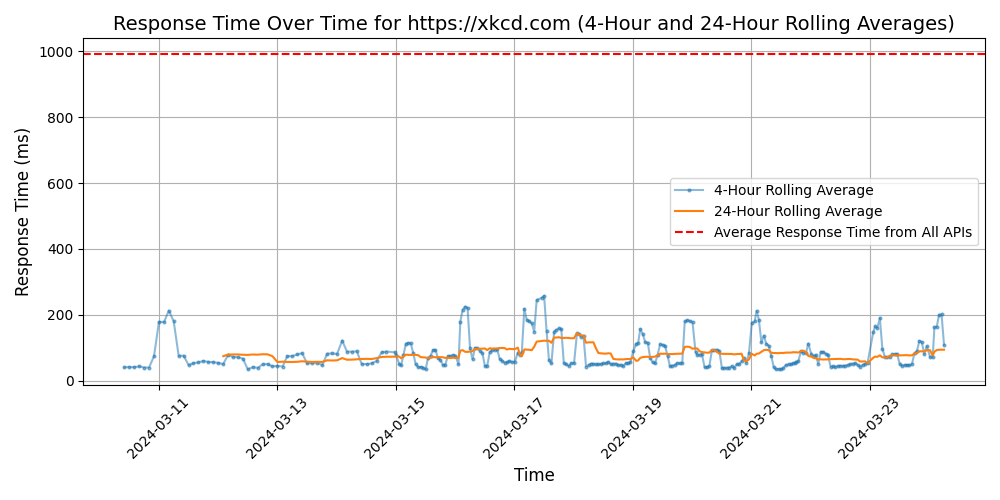 Response Time Over Time for https://xkcd.com (4-Hour and 24-Hour Rolling Averages)
Response Time (ms)
1000
800
600
400
200
0
4-Hour Rolling Average
24-Hour Rolling Average
Average Response Time from All APIs
2024-03-11
2024-03-13
2024-03-15
2024-03-17
2024-03-19
2024-03-21
2024-03-23
Time